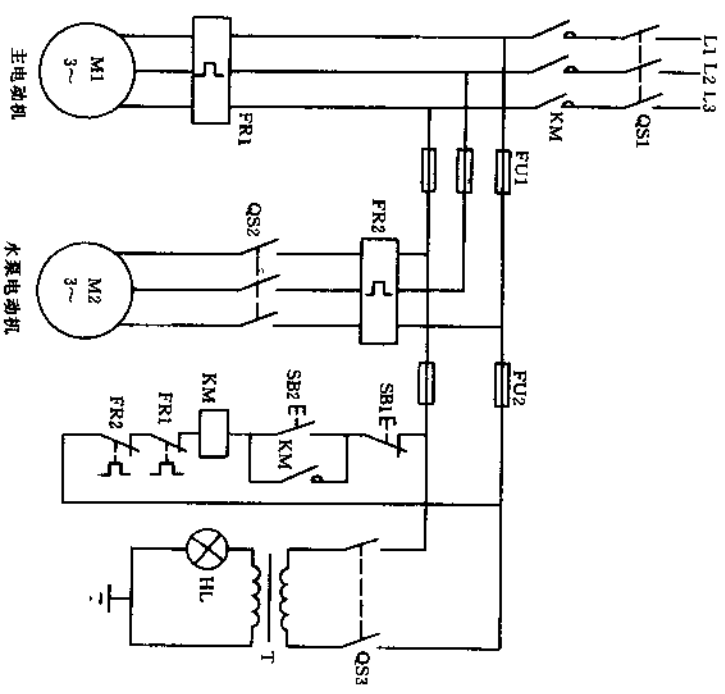 L1 L2 L3
QS1
KM
FU1
FR1
M1
3~
主电动机
FR2
QS2
M2
3~
水泵电动机
FU2
SB1
SB2
KM
KM
FR1
FR2
QS3
T
HL